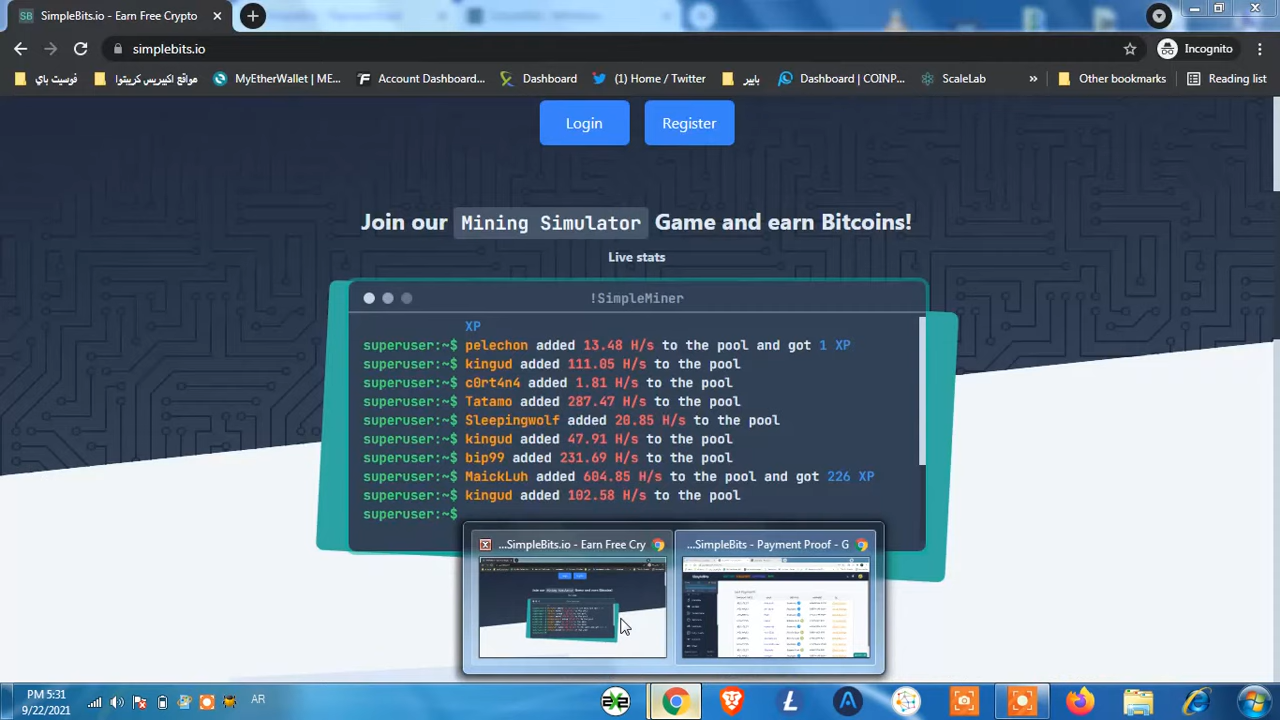 SB SimpleBits.io - Earn Free Crypto
simplebits.io
Incognito
فوسيت باي
مواقع اكبيرس كريبتوا
MyEtherWallet | ME...
Account Dashboard...
Dashboard
(1) Home / Twitter
بايير
Dashboard | COINP...
ScaleLab
»
Other bookmarks
Reading list
Login
Register
Join our Mining Simulator Game and earn Bitcoins!
Live stats
!SimpleMiner
XP
superuser:~$ pelechon added 13.48 H/s to the pool and got 1 XP
superuser:~$ kingud added 111.05 H/s to the pool
superuser:~$ c0rt4n4 added 1.81 H/s to the pool
superuser:~$ Tatamo added 287.47 H/s to the pool
superuser:~$ Sleepingwolf added 20.85 H/s to the pool
superuser:~$ kingud added 47.91 H/s to the pool
superuser:~$ bip99 added 231.69 H/s to the pool
superuser:~$ MaickLuh added 604.85 H/s to the pool and got 226 XP
superuser:~$ kingud added 102.58 H/s to the pool
superuser:~$
...SimpleBits.io - Earn Free Cry
...SimpleBits - Payment Proof - G
PM 5:31
9/22/2021
AR